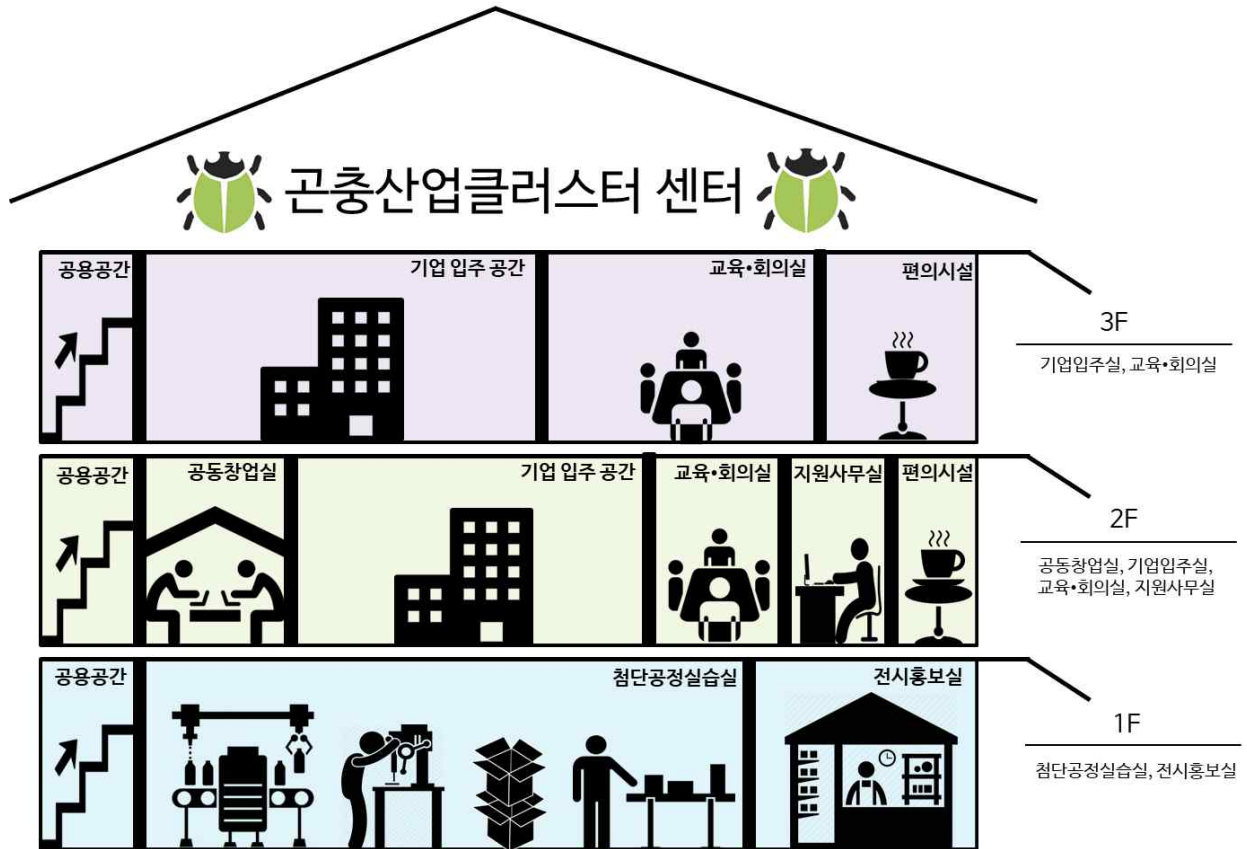 곤충산업클러스터 센터
공용공간
기업 입주 공간
교육•회의실
편의시설
3F
기업입주실, 교육•회의실
공용공간
공동창업실
기업 입주 공간
교육•회의실
지원사무실
편의시설
2F
공동창업실, 기업입주실,
교육•회의실, 지원사무실
공용공간
첨단공정실습실
전시홍보실
1F
첨단공정실습실, 전시홍보실